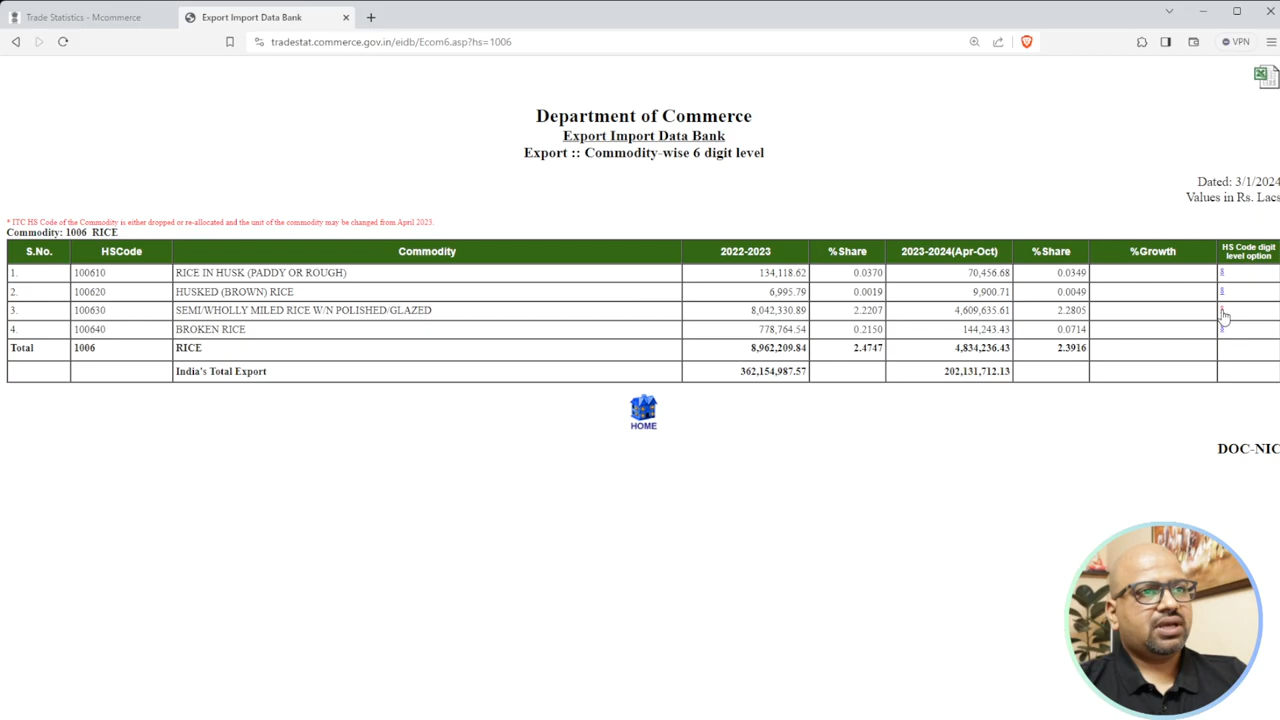 Trade Statistics - Mcommerce
Export Import Data Bank
tradestat.commerce.gov.in/eidb/Ecom6.asp?hs=1006
VPN
Department of Commerce
Export Import Data Bank
Export :: Commodity-wise 6 digit level
Dated: 3/1/2024
Values in Rs. Lacs
* ITC HS Code of the Commodity is either dropped or re-allocated and the unit of the commodity may be changed from April 2023.
Commodity: 1006 RICE
S.No. HSCode Commodity 2022-2023 %Share 2023-2024(Apr-Oct) %Share %Growth HS Code digit level option
1. 100610 RICE IN HUSK (PADDY OR ROUGH) 134,118.62 0.0370 70,456.68 0.0349 8
2. 100620 HUSKED (BROWN) RICE 6,995.79 0.0019 9,900.71 0.0049 8
3. 100630 SEMI/WHOLLY MILED RICE W/N POLISHED/GLAZED 8,042,330.89 2.2207 4,609,635.61 2.2805
4. 100640 BROKEN RICE 778,764.54 0.2150 144,243.43 0.0714
Total 1006 RICE 8,962,209.84 2.4747 4,834,236.43 2.3916
India's Total Export 362,154,987.57 202,131,712.13
HOME
DOC-NIC